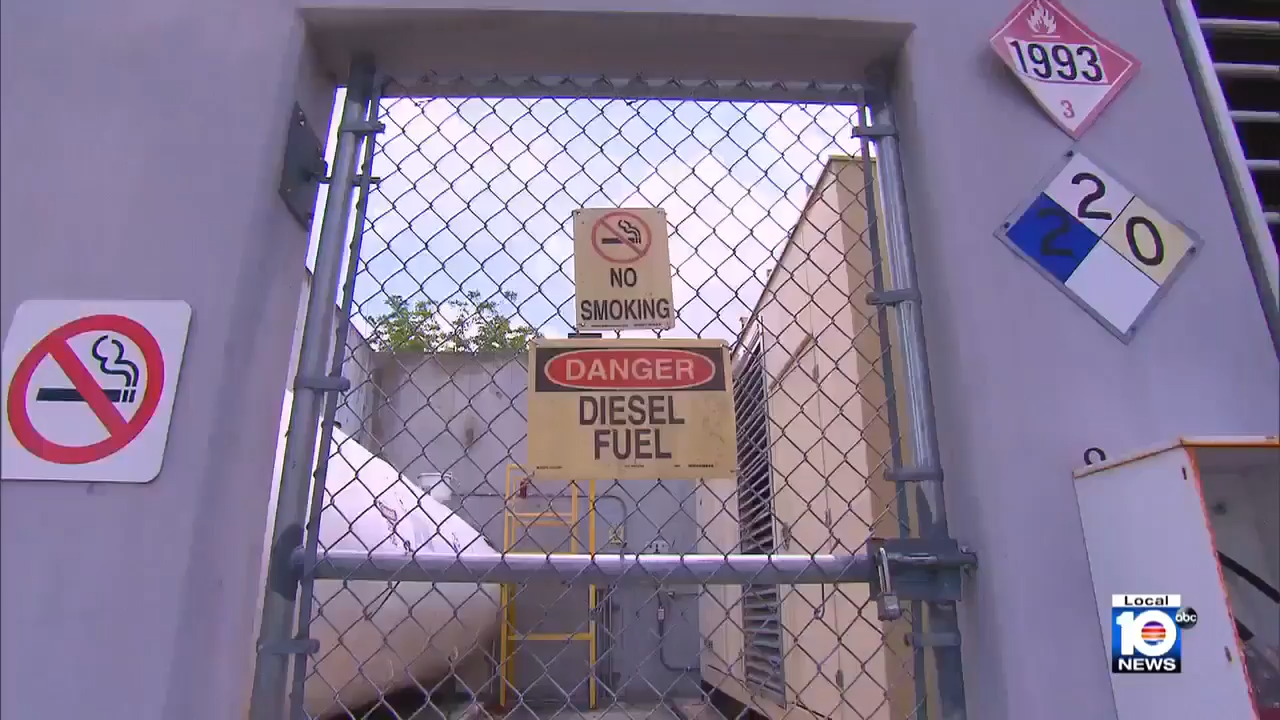 1993
3
2
2
0
NO
SMOKING
DANGER
DIESEL
FUEL
Local
10
abc
NEWS